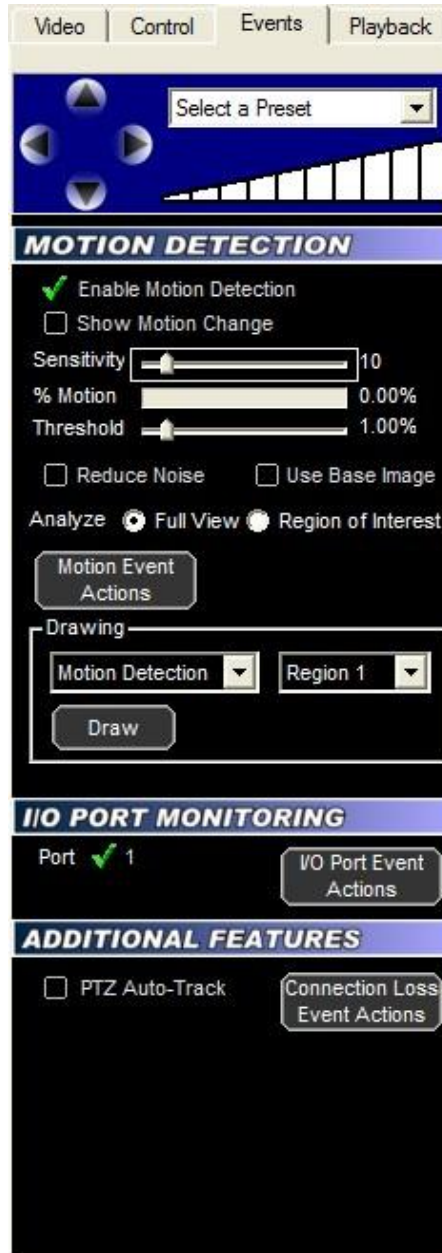 Video Control Events Playback
Select a Preset
MOTION DETECTION
Enable Motion Detection
Show Motion Change
Sensitivity 10
% Motion 0.00%
Threshold 1.00%
Reduce Noise Use Base Image
Analyze Full View Region of Interest
Motion Event
Actions
Drawing
Motion Detection Region 1
Draw
I/O PORT MONITORING
Port 1
I/O Port Event
Actions
ADDITIONAL FEATURES
PTZ Auto-Track
Connection Loss
Event Actions